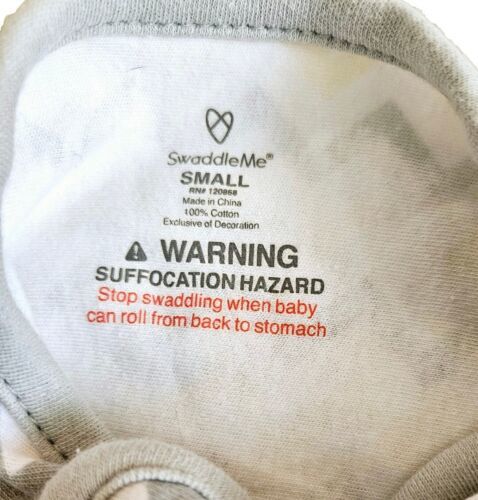 SwaddleMe®
SMALL
RN# 120868
Made in China
100% Cotton
Exclusive of Decoration
WARNING
SUFFOCATION HAZARD
Stop swaddling when baby
can roll from back to stomach